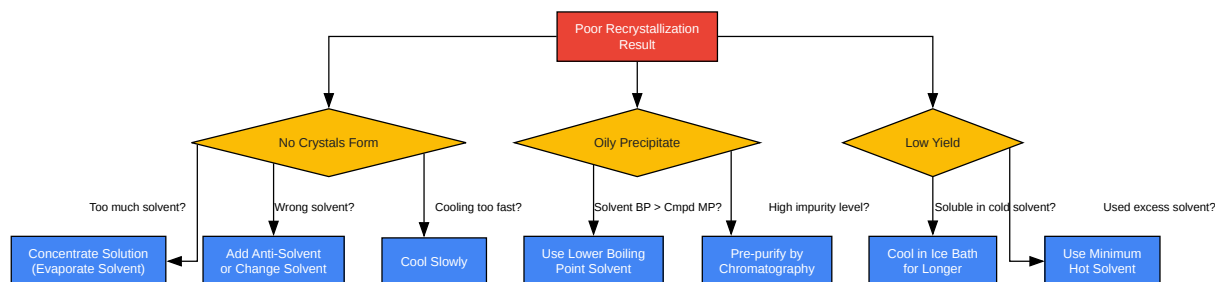 Poor Recrystallization
Result
No Crystals Form
Oily Precipitate
Low Yield
Too much solvent?
Wrong solvent?
Cooling too fast?
Solvent BP > Cmpd MP?
High impurity level?
Soluble in cold solvent?
Used excess solvent?
Concentrate Solution
(Evaporate Solvent)
Add Anti-Solvent
or Change Solvent
Cool Slowly
Use Lower Boiling
Point Solvent
Pre-purify by
Chromatography
Cool in Ice Bath
for Longer
Use Minimum
Hot Solvent